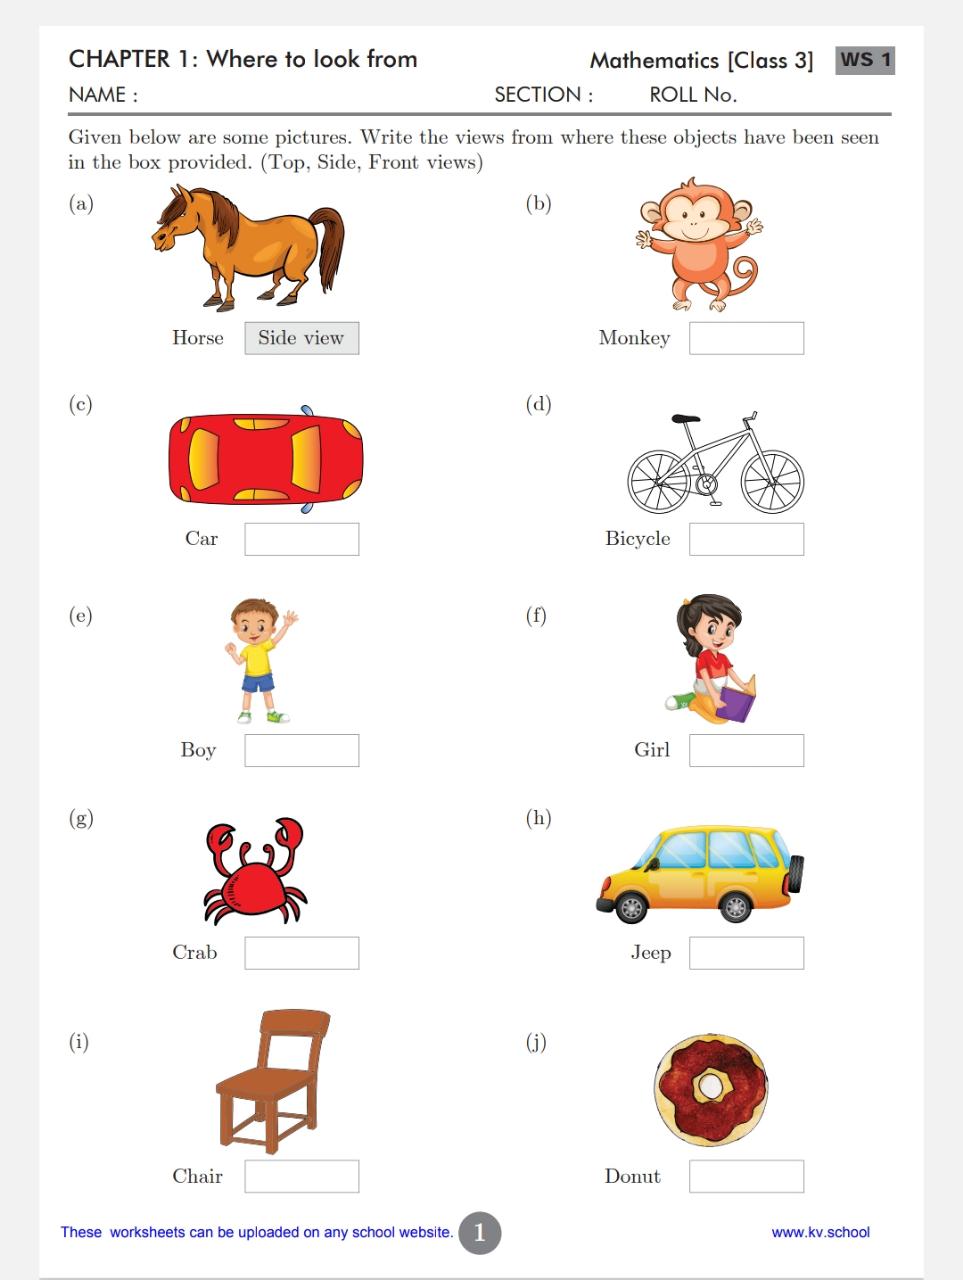 CHAPTER 1: Where to look from Mathematics [Class 3] WS 1
NAME : SECTION : ROLL No.
Given below are some pictures. Write the views from where these objects have been seen
in the box provided. (Top, Side, Front views)
(a) (b)
Horse Side view Monkey
(c) (d)
Car Bicycle
(e) (f)
Boy Girl
(g) (h)
Crab Jeep
(i) (j)
Chair Donut
These worksheets can be uploaded on any school website. 1 www.kv.school